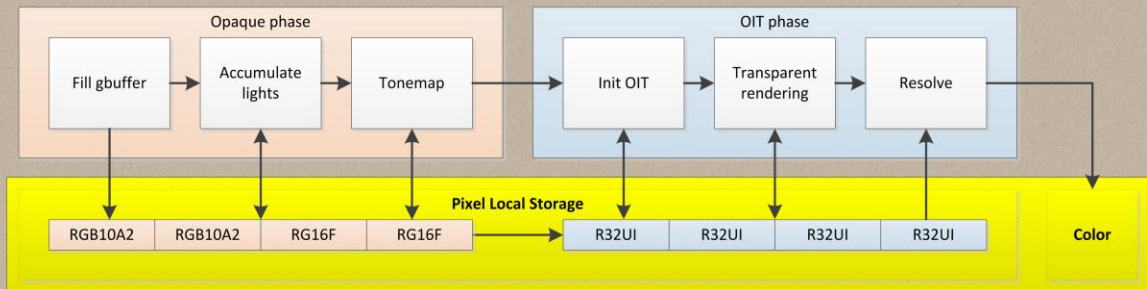 Opaque phase
OIT phase
Fill gbuffer
Accumulate
lights
Tonemap
Init OIT
Transparent
rendering
Resolve
Pixel Local Storage
RGB10A2
RGB10A2
RG16F
RG16F
R32UI
R32UI
R32UI
R32UI
Color